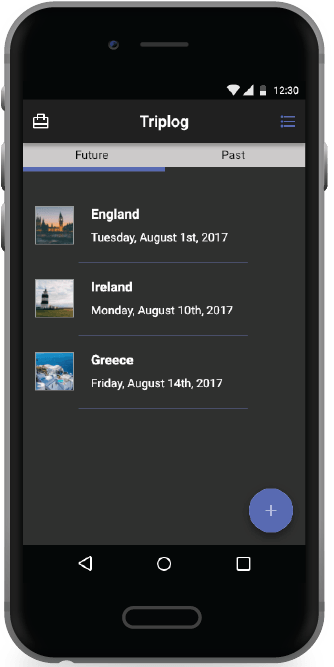 12:30
Triplog
Future Past
England
Tuesday, August 1st, 2017
Ireland
Monday, August 10th, 2017
Greece
Friday, August 14th, 2017